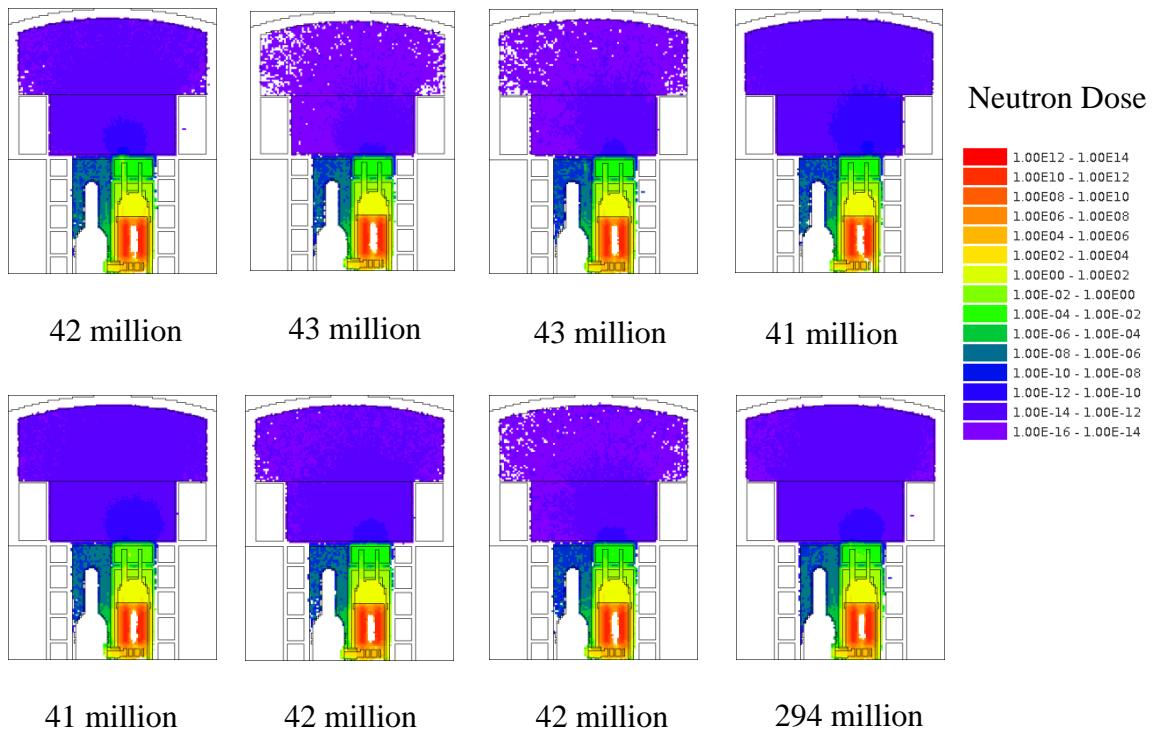 Neutron Dose
1.00E12 - 1.00E14
1.00E10 - 1.00E12
1.00E08 - 1.00E10
1.00E06 - 1.00E08
1.00E04 - 1.00E06
1.00E02 - 1.00E04
1.00E00 - 1.00E02
1.00E-02 - 1.00E00
1.00E-04 - 1.00E-02
1.00E-06 - 1.00E-04
1.00E-08 - 1.00E-06
1.00E-10 - 1.00E-08
1.00E-12 - 1.00E-10
1.00E-14 - 1.00E-12
1.00E-16 - 1.00E-14
42 million
43 million
43 million
41 million
41 million
42 million
42 million
294 million